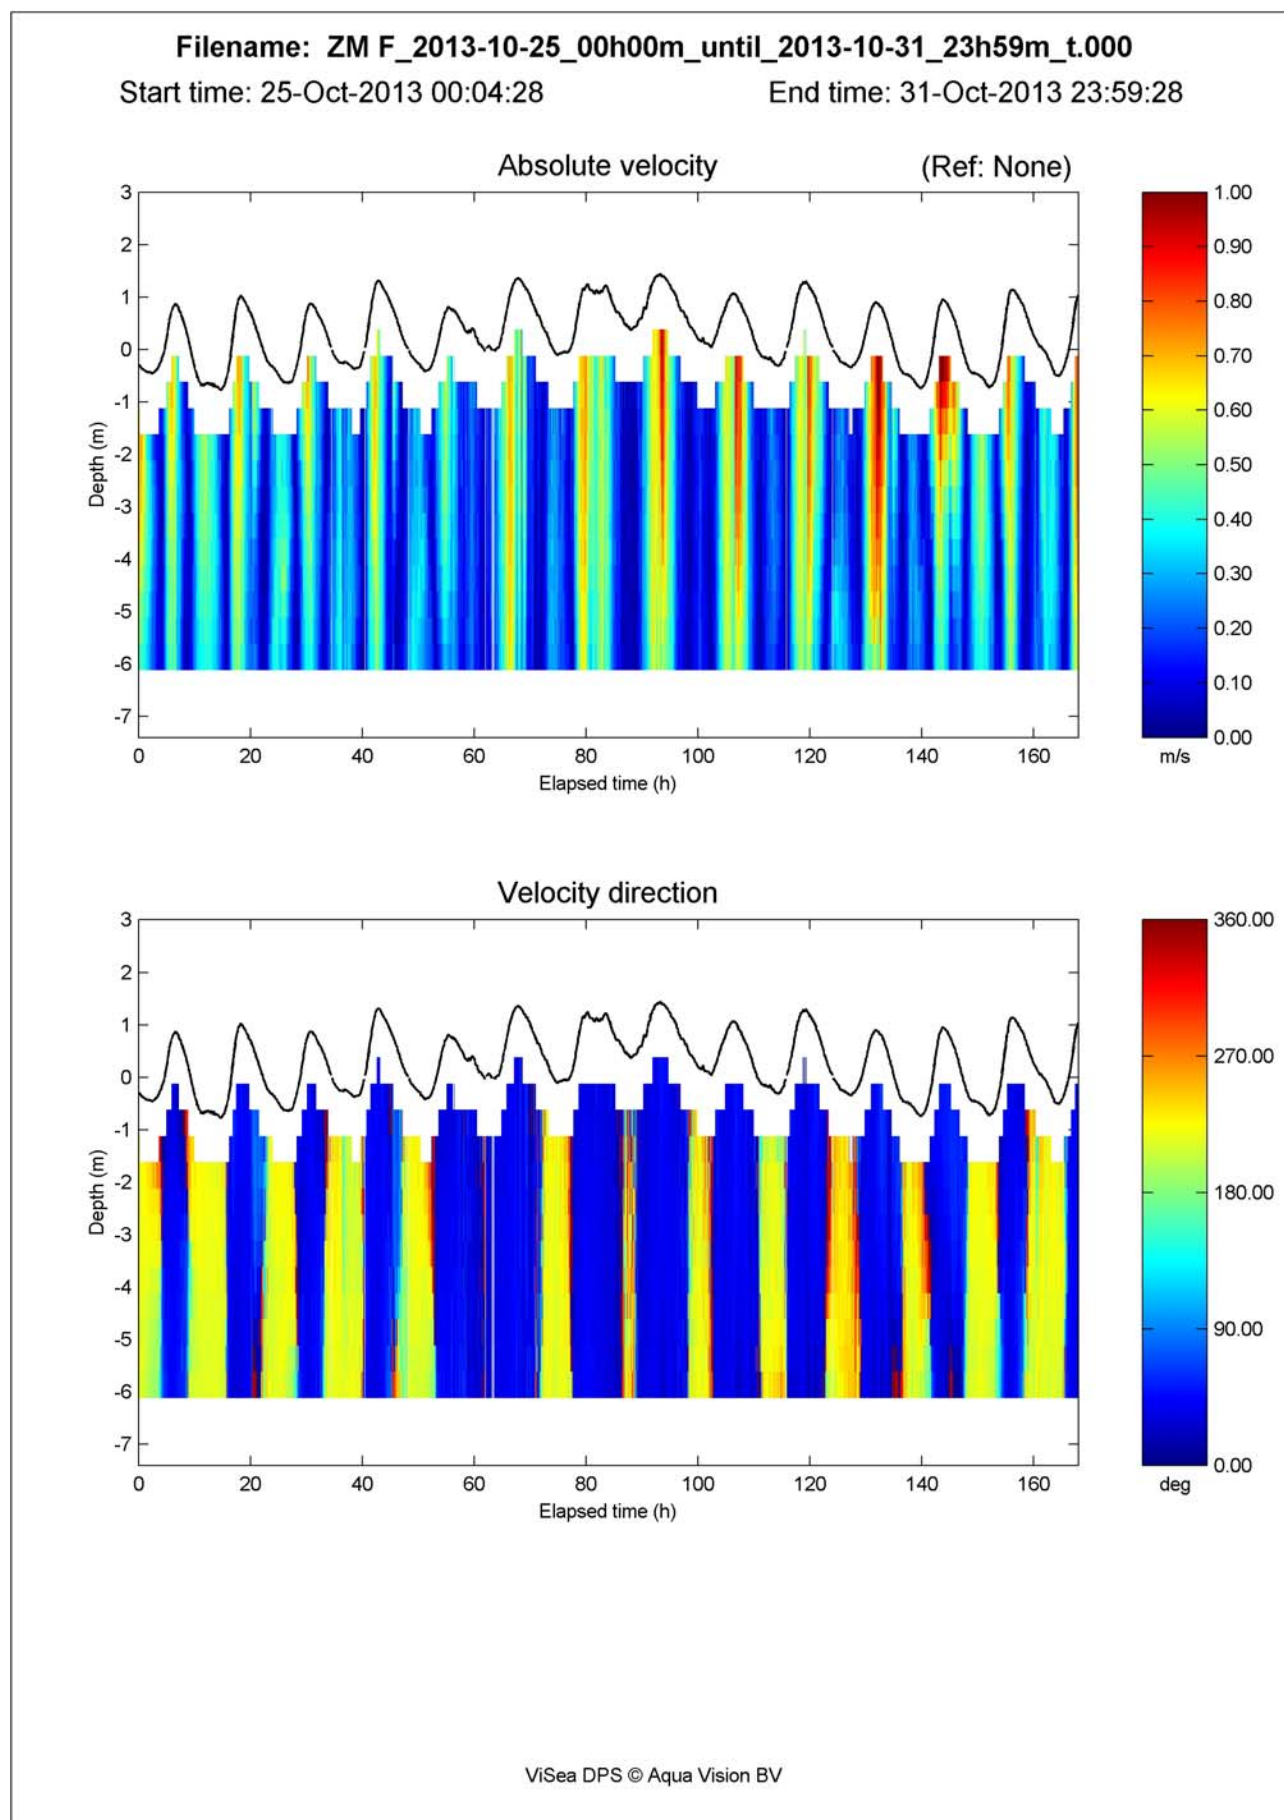 Filename: ZM F_2013-10-25_00h00m_until_2013-10-31_23h59m_t.000
Start time: 25-Oct-2013 00:04:28 End time: 31-Oct-2013 23:59:28
Absolute velocity (Ref: None)
3
2
1
0
-1
-2
-3
-4
-5
-6
-7
Depth (m)
0 20 40 60 80 100 120 140 160
Elapsed time (h)
1.00
0.90
0.80
0.70
0.60
0.50
0.40
0.30
0.20
0.10
0.00
m/s
Velocity direction
3
2
1
0
-1
-2
-3
-4
-5
-6
-7
Depth (m)
0 20 40 60 80 100 120 140 160
Elapsed time (h)
360.00
270.00
180.00
90.00
0.00
deg
ViSea DPS © Aqua Vision BV